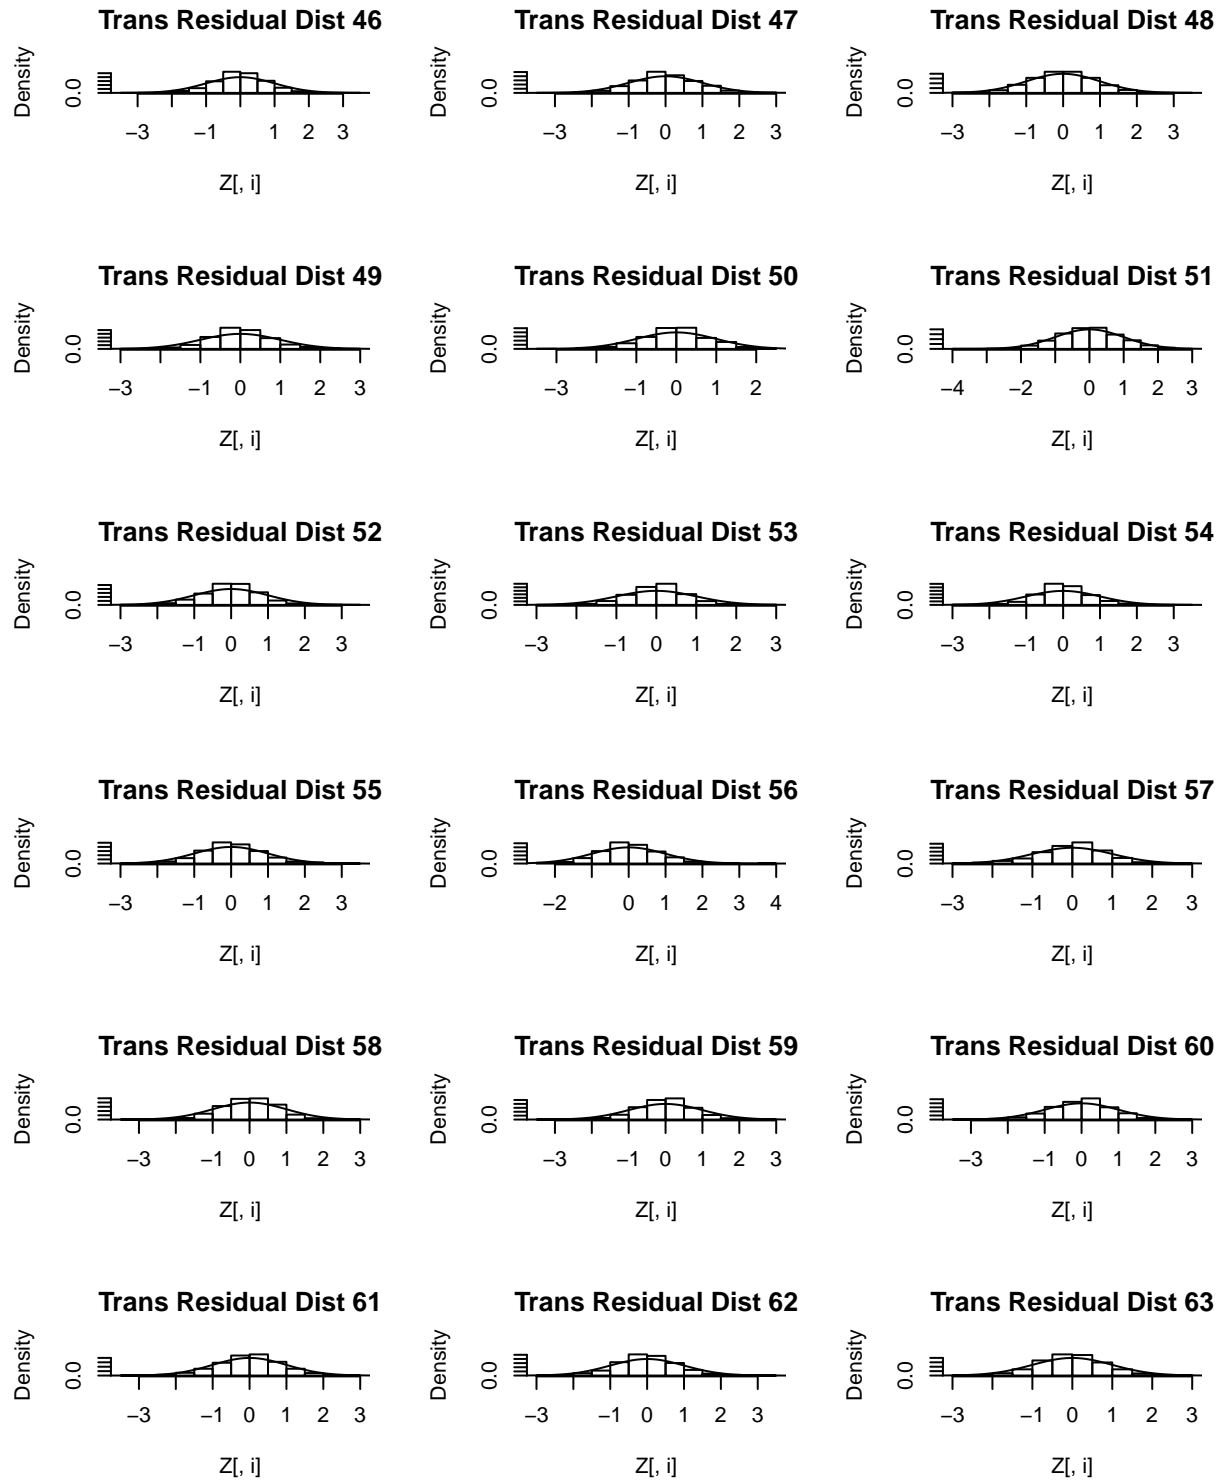 Trans Residual Dist 46 Trans Residual Dist 47 Trans Residual Dist 48
Density Density Density
0.0 0.0 0.0
−3 −1 1 2 3 −3 −1 0 1 2 3 −3 −1 0 1 2 3
Z[, i] Z[, i] Z[, i]
Trans Residual Dist 49 Trans Residual Dist 50 Trans Residual Dist 51
Density Density Density
0.0 0.0 0.0
−3 −1 0 1 2 3 −3 −1 0 1 2 −4 −2 0 1 2 3
Z[, i] Z[, i] Z[, i]
Trans Residual Dist 52 Trans Residual Dist 53 Trans Residual Dist 54
Density Density Density
0.0 0.0 0.0
−3 −1 0 1 2 3 −3 −1 0 1 2 3 −3 −1 0 1 2 3
Z[, i] Z[, i] Z[, i]
Trans Residual Dist 55 Trans Residual Dist 56 Trans Residual Dist 57
Density Density Density
0.0 0.0 0.0
−3 −1 0 1 2 3 −2 0 1 2 3 4 −3 −1 0 1 2 3
Z[, i] Z[, i] Z[, i]
Trans Residual Dist 58 Trans Residual Dist 59 Trans Residual Dist 60
Density Density Density
0.0 0.0 0.0
−3 −1 0 1 2 3 −3 −1 0 1 2 3 −3 −1 0 1 2 3
Z[, i] Z[, i] Z[, i]
Trans Residual Dist 61 Trans Residual Dist 62 Trans Residual Dist 63
Density Density Density
0.0 0.0 0.0
−3 −1 0 1 2 3 −3 −1 0 1 2 3 −3 −1 0 1 2 3
Z[, i] Z[, i] Z[, i]